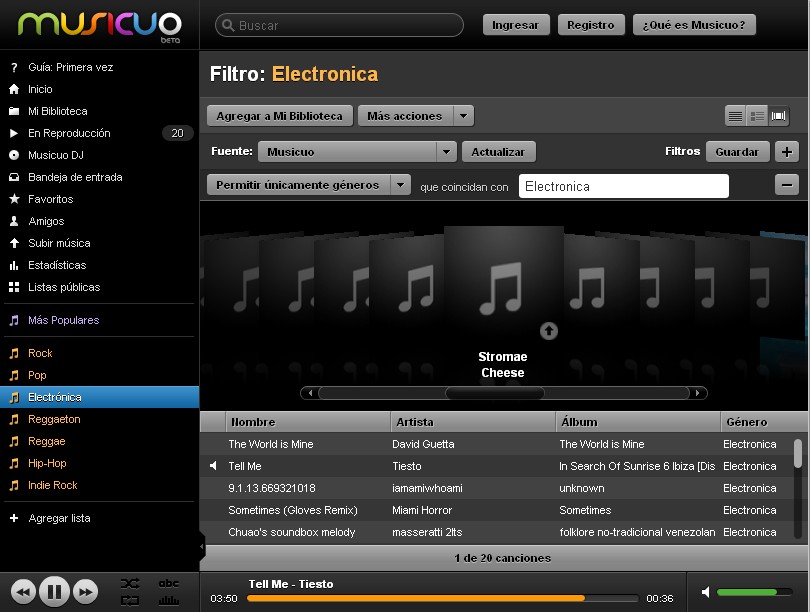 musicuo
BETA
Buscar
Ingresar
Registro
¿Qué es Musicuo?
? Guía: Primera vez
Inicio
Mi Biblioteca
En Reproducción 20
Musicuo DJ
Bandeja de entrada
Favoritos
Amigos
Subir música
Estadísticas
Listas públicas
Más Populares
Rock
Pop
Electrónica
Reggaeton
Reggae
Hip-Hop
Indie Rock
+ Agregar lista
Filtro: Electronica
Agregar a Mi Biblioteca Más acciones
Fuente: Musicuo Actualizar Filtros Guardar +
Permitir únicamente géneros que coincidan con Electronica −
Stromae
Cheese
Nombre Artista Álbum Género
The World is Mine David Guetta The World is Mine Electronica
Tell Me Tiesto In Search Of Sunrise 6 Ibiza [Dis Electronica
9.1.13.669321018 iamamiwhoami unknown Electronica
Sometimes (Gloves Remix) Miami Horror Sometimes Electronica
Chuao's soundbox melody masseratti 2lts folklore no-tradicional venezolan Electronica
1 de 20 canciones
abc
Tell Me - Tiesto
03:50 00:36